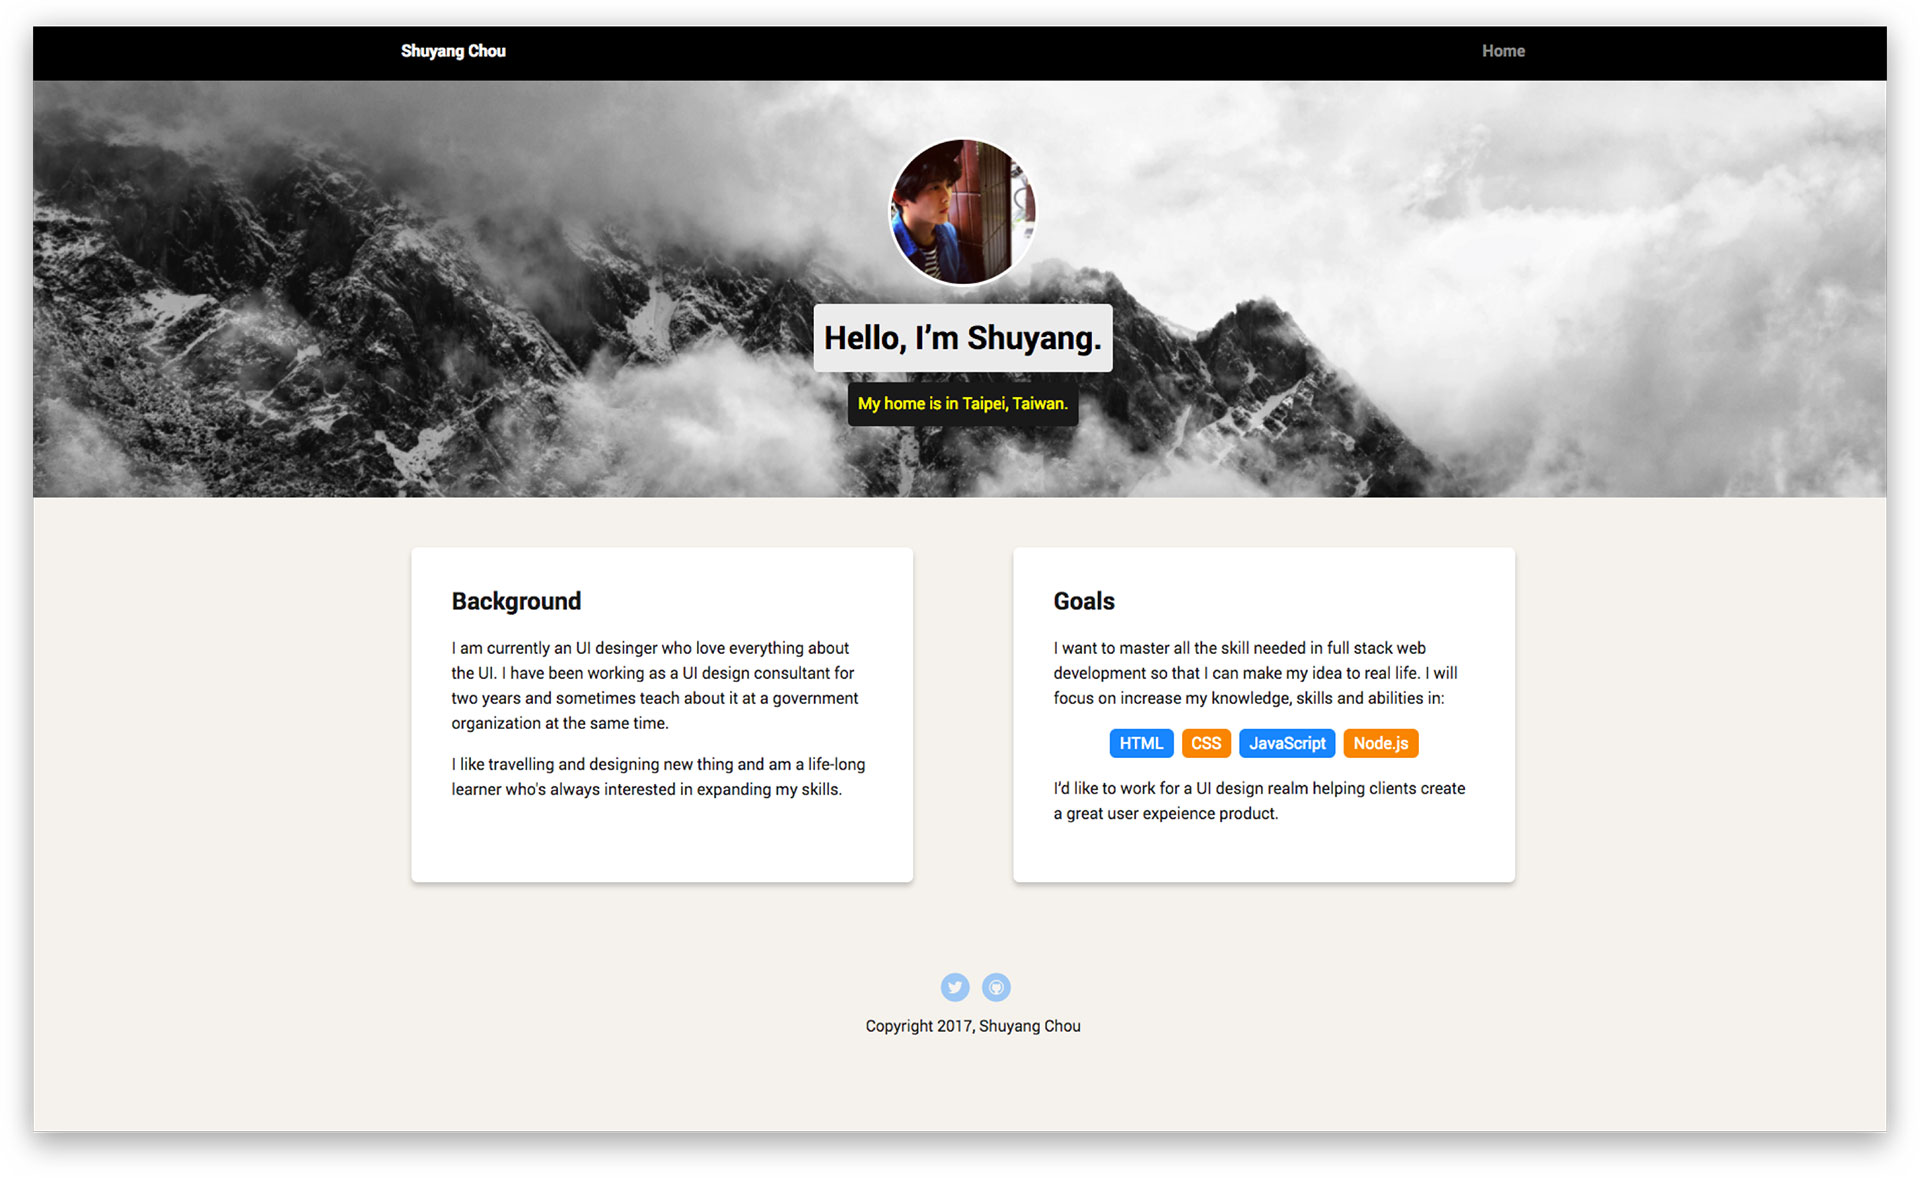 Shuyang Chou
Home
Hello, I’m Shuyang.
My home is in Taipei, Taiwan.
Background
I am currently an UI desinger who love everything about
the UI. I have been working as a UI design consultant for
two years and sometimes teach about it at a government
organization at the same time.
I like travelling and designing new thing and am a life-long
learner who's always interested in expanding my skills.
Goals
I want to master all the skill needed in full stack web
development so that I can make my idea to real life. I will
focus on increase my knowledge, skills and abilities in:
HTML CSS JavaScript Node.js
I’d like to work for a UI design realm helping clients create
a great user expeience product.
Copyright 2017, Shuyang Chou